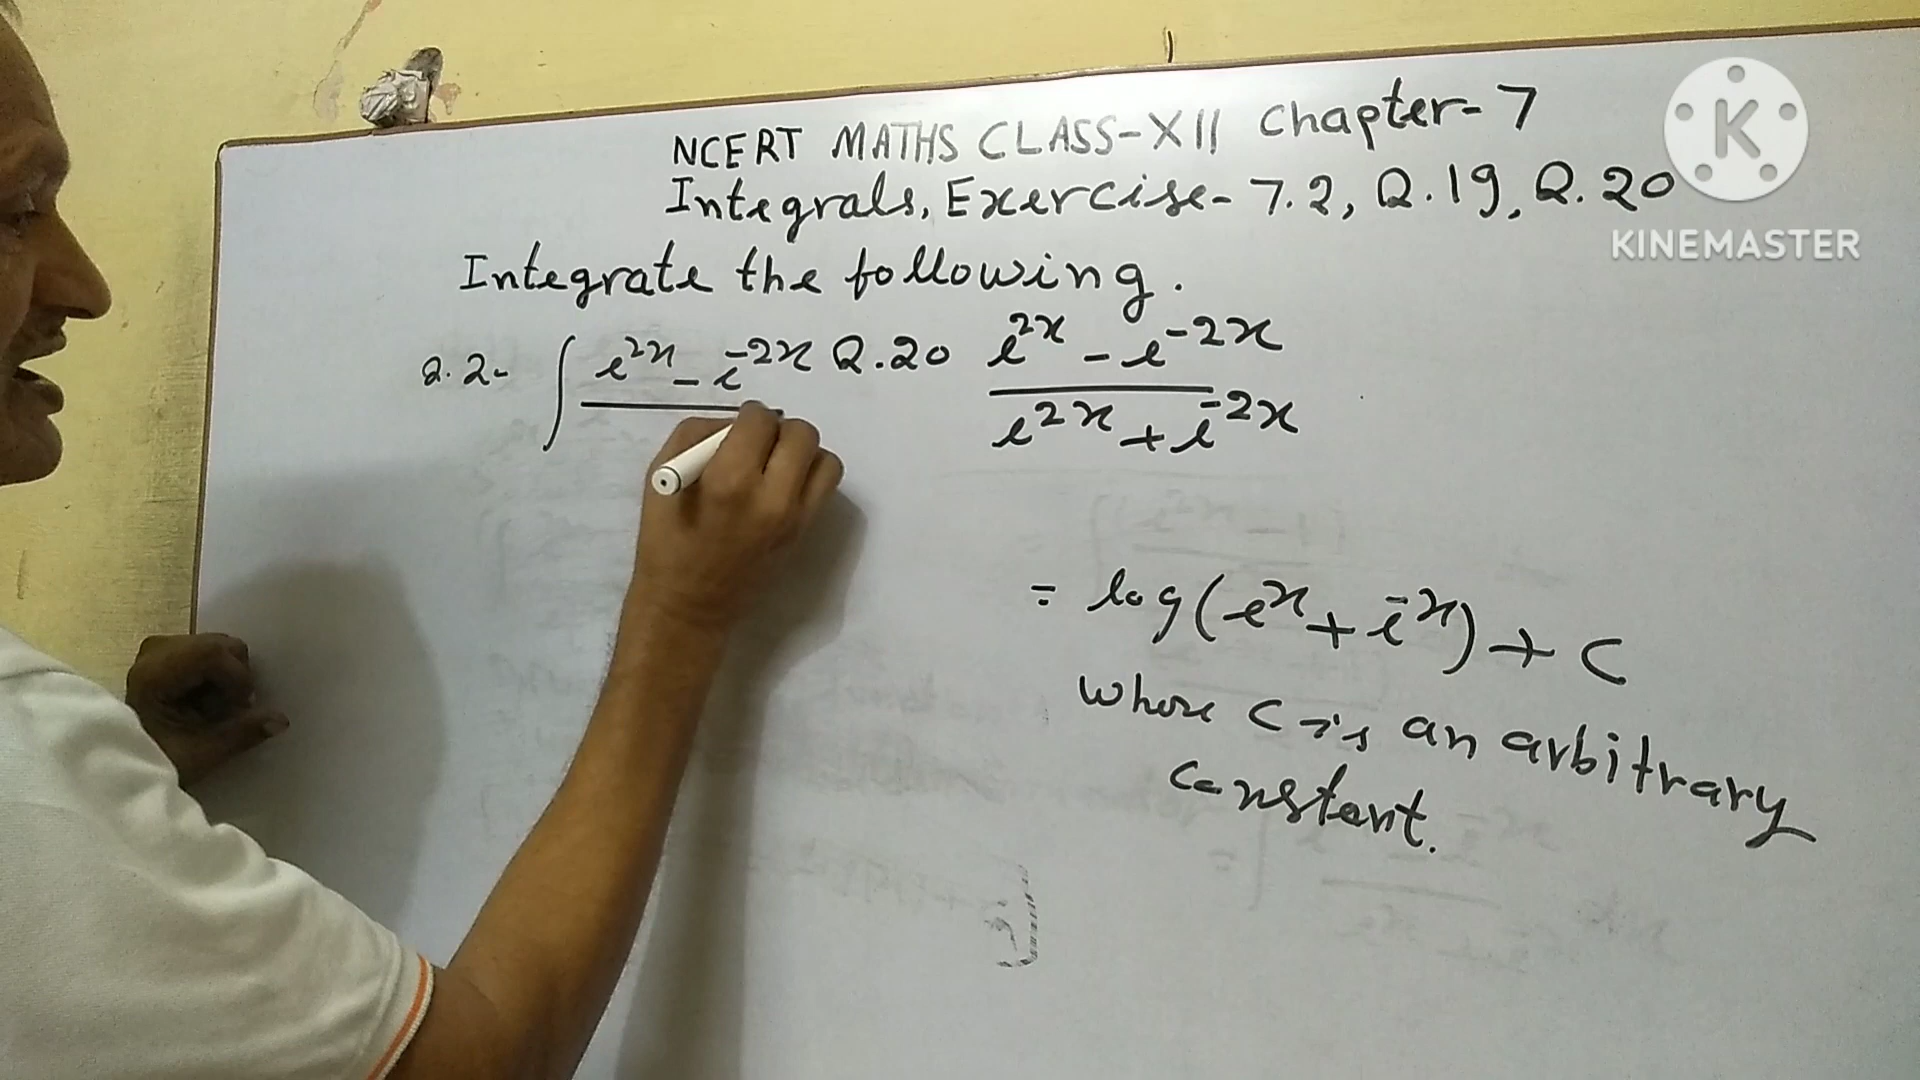 NCERT MATHS CLASS-XII Chapter-7
Integrals, Exercise-7.2, Q.19, Q.20
K
KINEMASTER
Integrate the following.
Q.20 ∫ e^2x - e^-2x
Q.20 e^2x - e^-2x / e^2x + e^-2x
= log(e^x + e^-x) + C
where C is an arbitrary
constant.